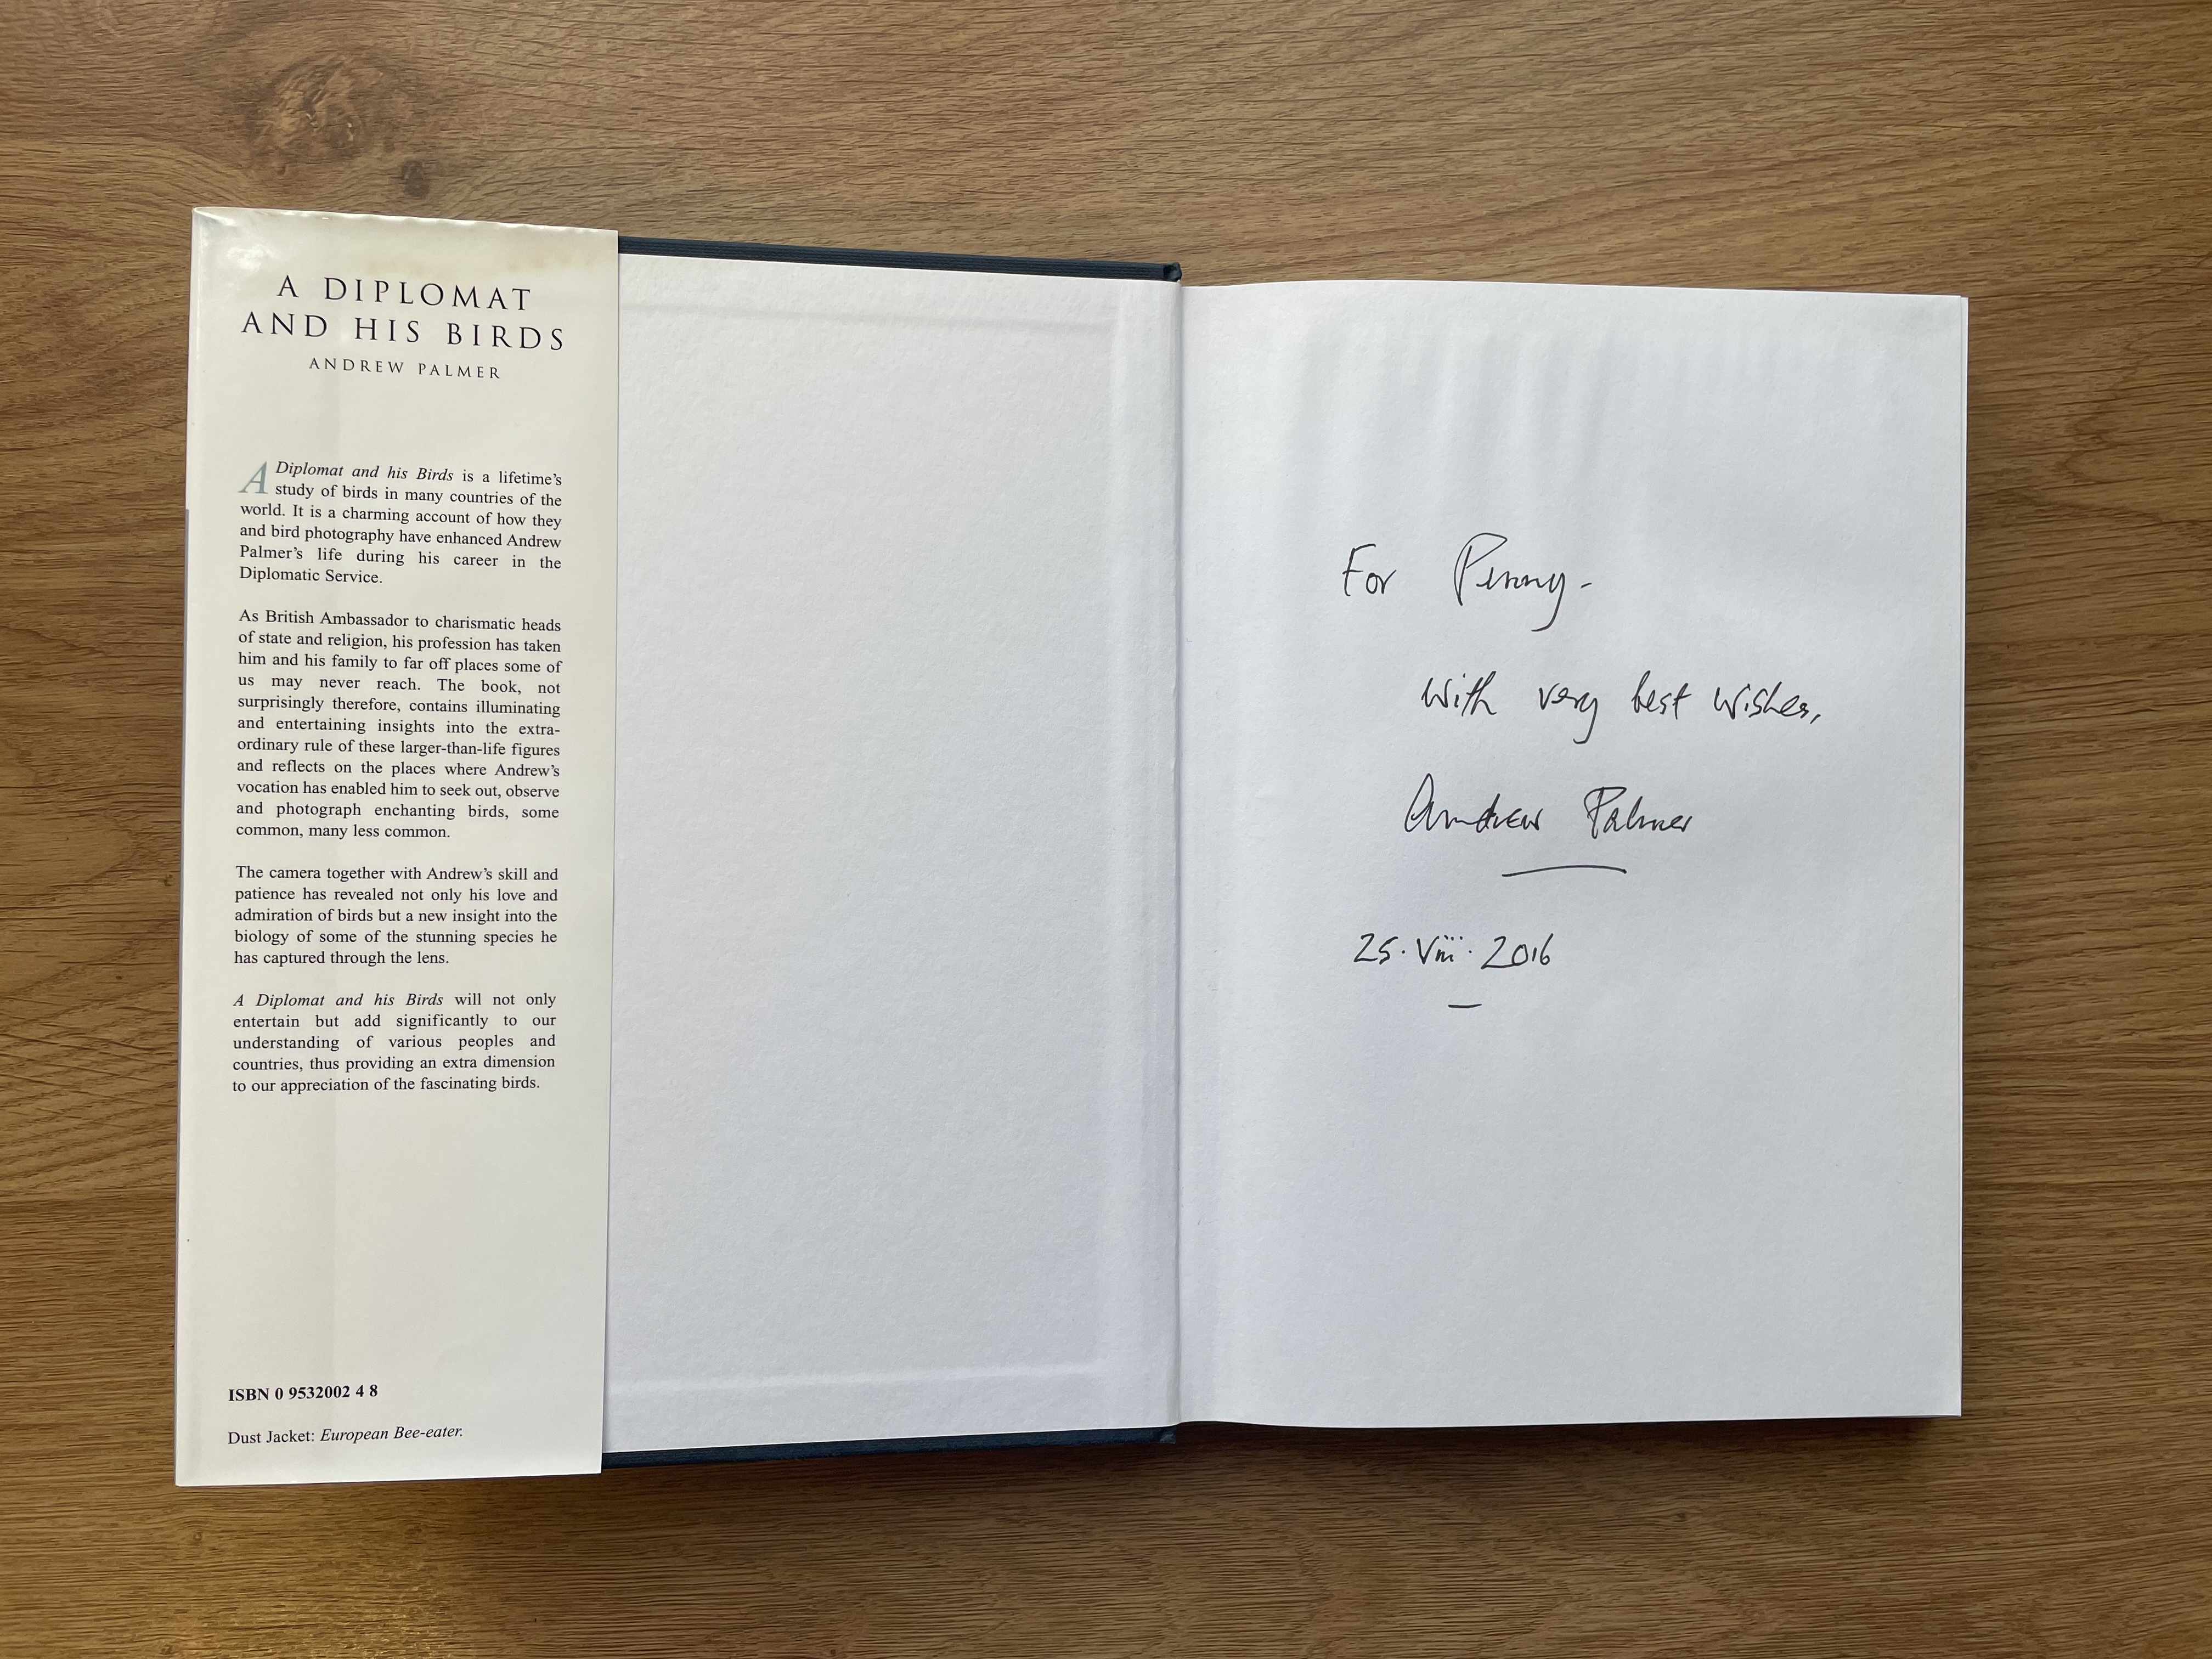 A DIPLOMAT
AND HIS BIRDS
ANDREW PALMER
A Diplomat and his Birds is a lifetime's
study of birds in many countries of the
world. It is a charming account of how they
and bird photography have enhanced Andrew
Palmer's life during his career in the
Diplomatic Service.
As British Ambassador to charismatic heads
of state and religion, his profession has taken
him and his family to far off places some of
us may never reach. The book, not
surprisingly therefore, contains illuminating
and entertaining insights into the extra-
ordinary rule of these larger-than-life figures
and reflects on the places where Andrew's
vocation has enabled him to seek out, observe
and photograph enchanting birds, some
common, many less common.
The camera together with Andrew's skill and
patience has revealed not only his love and
admiration of birds but a new insight into the
biology of some of the stunning species he
has captured through the lens.
A Diplomat and his Birds will not only
entertain but add significantly to our
understanding of various peoples and
countries, thus providing an extra dimension
to our appreciation of the fascinating birds.
ISBN 0 9532002 4 8
Dust Jacket: European Bee-eater.
For Penny-
with very best wishes,
Andrew Palmer
25. viii. 2016